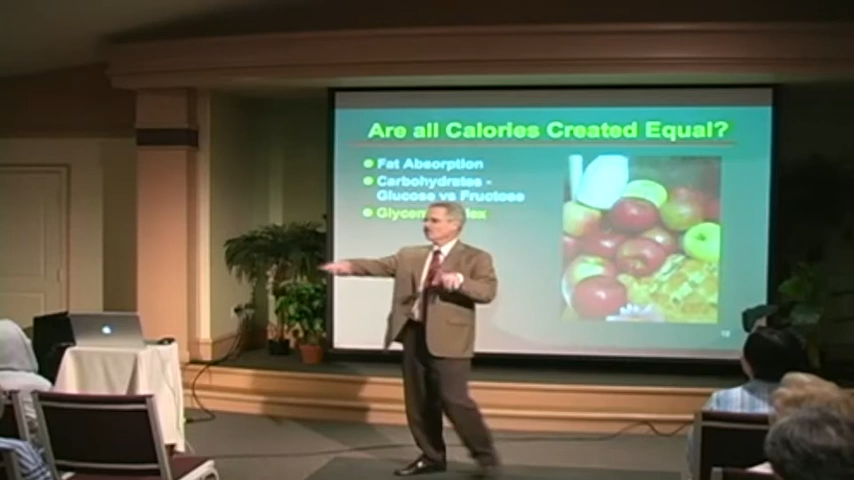 Are all Calories Created Equal?
Fat Absorption
Carbohydrates -
Glucose vs Fructose